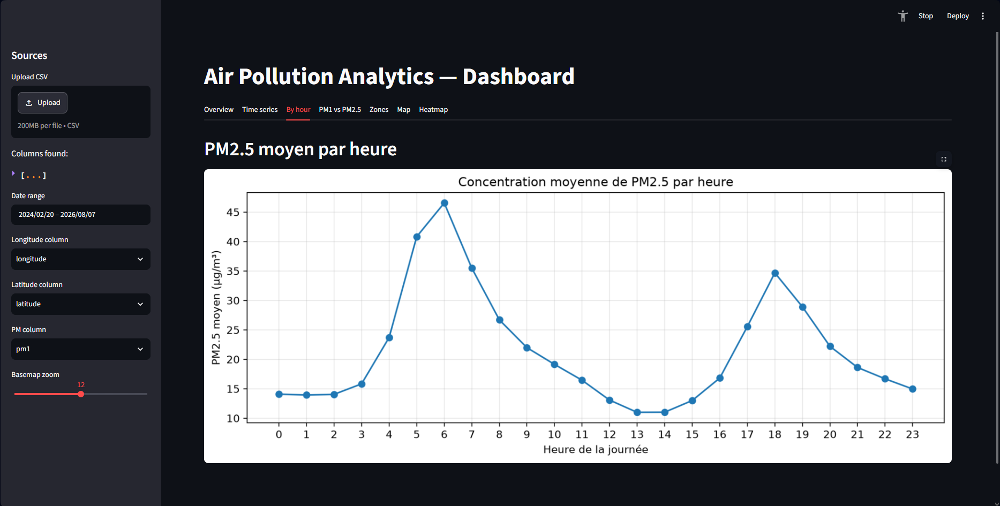 Stop Deploy
Sources
Upload CSV
Upload
200MB per file • CSV
Columns found:
[...]
Date range
2024/02/20 – 2026/08/07
Longitude column
longitude
Latitude column
latitude
PM column
pm1
Basemap zoom
12
Air Pollution Analytics — Dashboard
Overview Time series By hour PM1 vs PM2.5 Zones Map Heatmap
PM2.5 moyen par heure
Concentration moyenne de PM2.5 par heure
PM2.5 moyen (µg/m³)
45
40
35
30
25
20
15
10
0 1 2 3 4 5 6 7 8 9 10 11 12 13 14 15 16 17 18 19 20 21 22 23
Heure de la journée